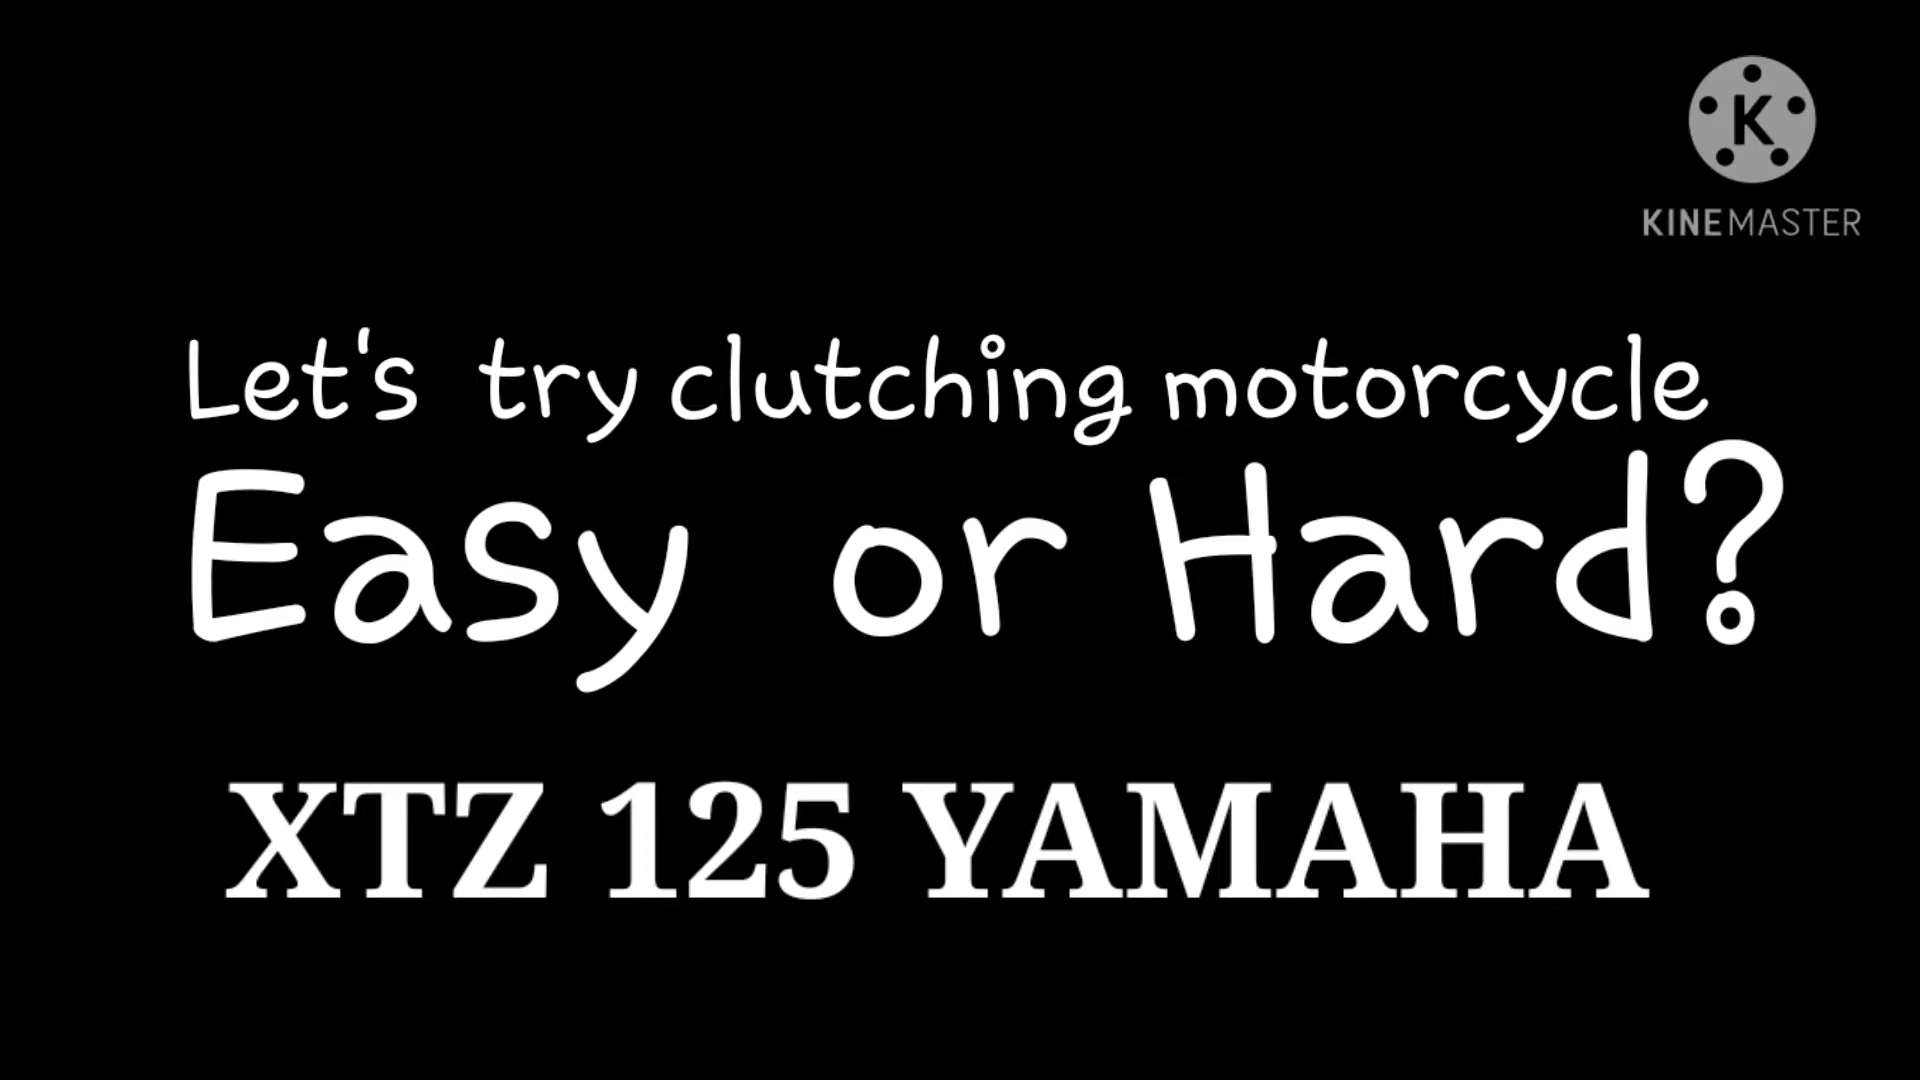 K
KINEMASTER
Let's try clutching motorcycle
Easy or Hard?
XTZ 125 YAMAHA